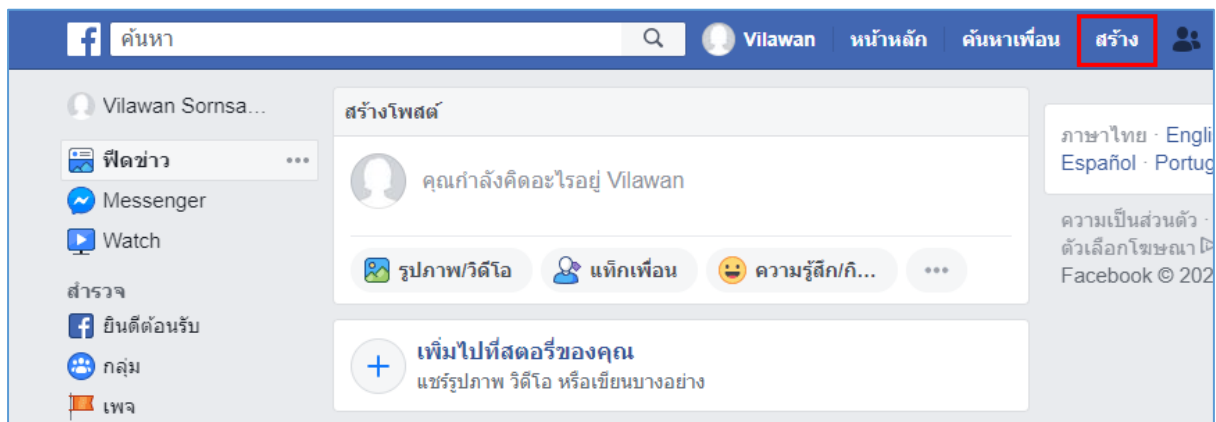 ค้นหา
Vilawan
หน้าหลัก
ค้นหาเพื่อน
สร้าง
Vilawan Sornsa...
ฟีดข่าว
Messenger
Watch
สำรวจ
ยินดีต้อนรับ
กลุ่ม
เพจ
สร้างโพสต์
คุณกำลังคิดอะไรอยู่ Vilawan
รูปภาพ/วิดีโอ
แท็กเพื่อน
ความรู้สึก/กิ...
เพิ่มไปที่สตอรี่ของคุณ
แชร์รูปภาพ วิดีโอ หรือเขียนบางอย่าง
ภาษาไทย · Engli
Español · Portug
ความเป็นส่วนตัว ·
ตัวเลือกโฆษณา
Facebook © 202